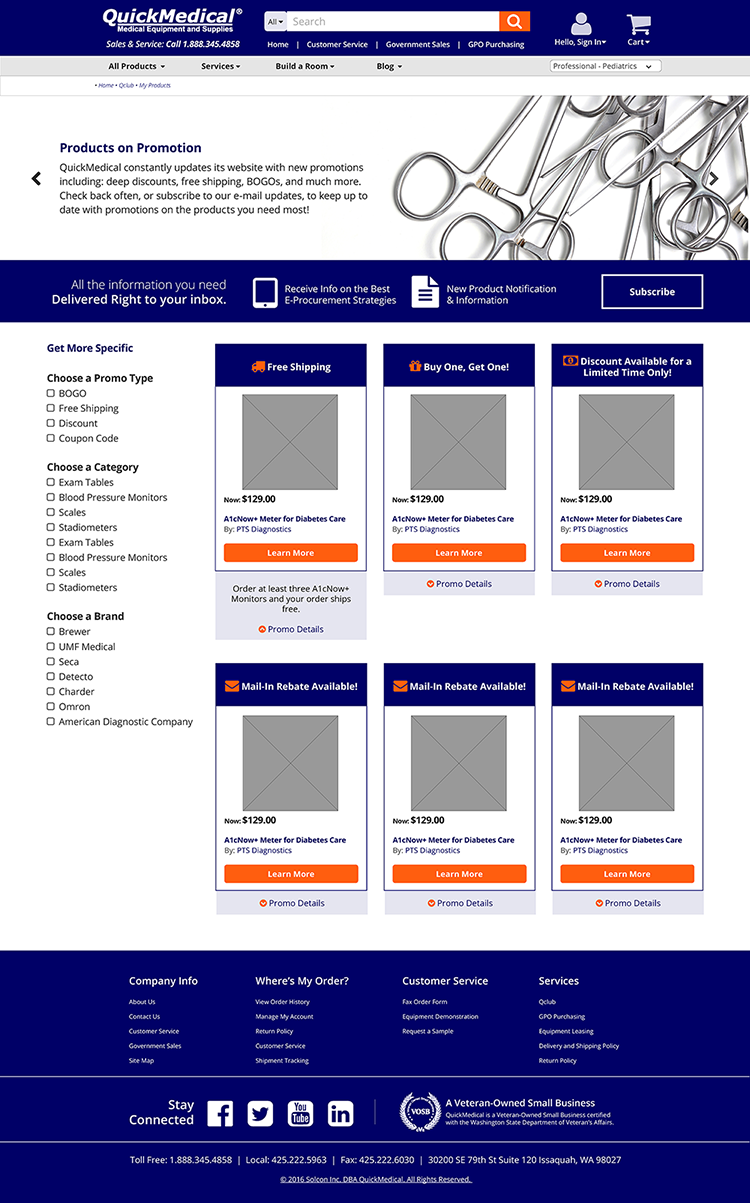 QuickMedical®
Medical Equipment and Supplies
Sales & Service: Call 1.888.345.4858
All
Search
Home | Customer Service | Government Sales | GPO Purchasing
Hello, Sign In
Cart
All Products
Services
Build a Room
Blog
Professional - Pediatrics
• Home • Qclub • My Products
Products on Promotion
QuickMedical constantly updates its website with new promotions
including: deep discounts, free shipping, BOGOs, and much more.
Check back often, or subscribe to our e-mail updates, to keep up to
date with promotions on the products you need most!
All the information you need
Delivered Right to your inbox.
Receive Info on the Best
E-Procurement Strategies
New Product Notification
& Information
Subscribe
Get More Specific
Choose a Promo Type
BOGO
Free Shipping
Discount
Coupon Code
Choose a Category
Exam Tables
Blood Pressure Monitors
Scales
Stadiometers
Exam Tables
Blood Pressure Monitors
Scales
Stadiometers
Choose a Brand
Brewer
UMF Medical
Seca
Detecto
Charder
Omron
American Diagnostic Company
Free Shipping
Now: $129.00
A1cNow+ Meter for Diabetes Care
By: PTS Diagnostics
Learn More
Order at least three A1cNow+
Monitors and your order ships
free.
Promo Details
Buy One, Get One!
Now: $129.00
A1cNow+ Meter for Diabetes Care
By: PTS Diagnostics
Learn More
Promo Details
Discount Available for a
Limited Time Only!
Now: $129.00
A1cNow+ Meter for Diabetes Care
By: PTS Diagnostics
Learn More
Promo Details
Mail-In Rebate Available!
Now: $129.00
A1cNow+ Meter for Diabetes Care
By: PTS Diagnostics
Learn More
Promo Details
Mail-In Rebate Available!
Now: $129.00
A1cNow+ Meter for Diabetes Care
By: PTS Diagnostics
Learn More
Promo Details
Mail-In Rebate Available!
Now: $129.00
A1cNow+ Meter for Diabetes Care
By: PTS Diagnostics
Learn More
Promo Details
Company Info
About Us
Contact Us
Customer Service
Government Sales
Site Map
Where's My Order?
View Order History
Manage My Account
Return Policy
Customer Service
Shipment Tracking
Customer Service
Fax Order Form
Equipment Demonstration
Request a Sample
Services
Qclub
GPO Purchasing
Equipment Leasing
Delivery and Shipping Policy
Return Policy
Stay
Connected
You
Tube
in
VOSB
A Veteran-Owned Small Business
QuickMedical is a Veteran-Owned Small Business certified
with the Washington State Department of Veteran's Affairs.
Toll Free: 1.888.345.4858 | Local: 425.222.5963 | Fax: 425.222.6030 | 30200 SE 79th St Suite 120 Issaquah, WA 98027
© 2016 Solcon Inc. DBA QuickMedical. All Rights Reserved.